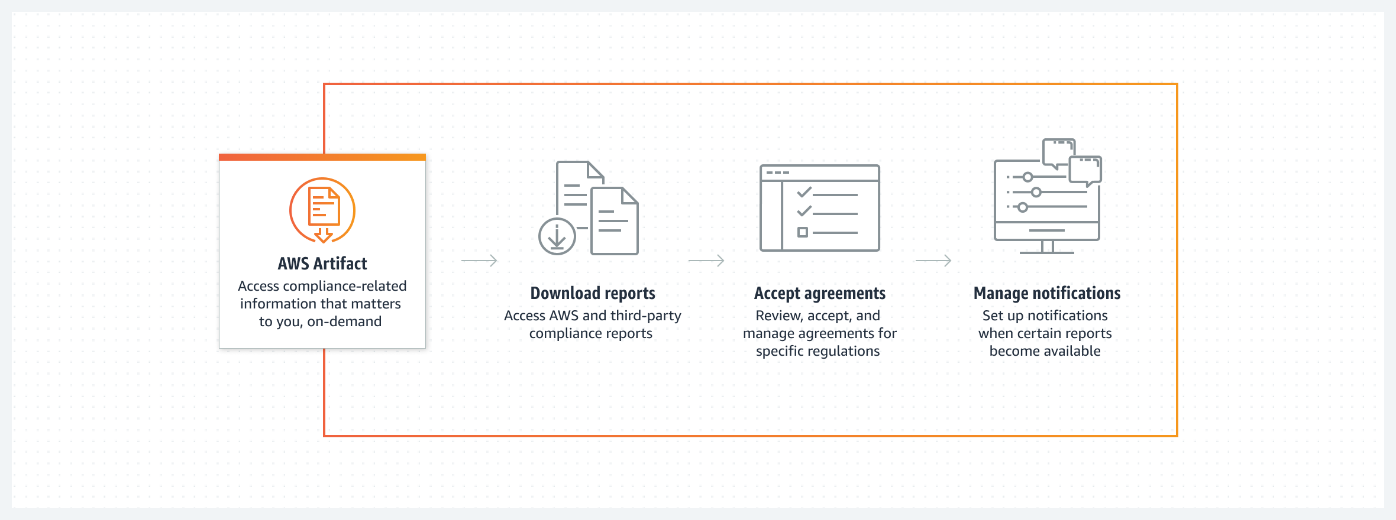 AWS Artifact
Access compliance-related
information that matters
to you, on-demand
Download reports
Access AWS and third-party
compliance reports
Accept agreements
Review, accept, and
manage agreements for
specific regulations
Manage notifications
Set up notifications
when certain reports
become available